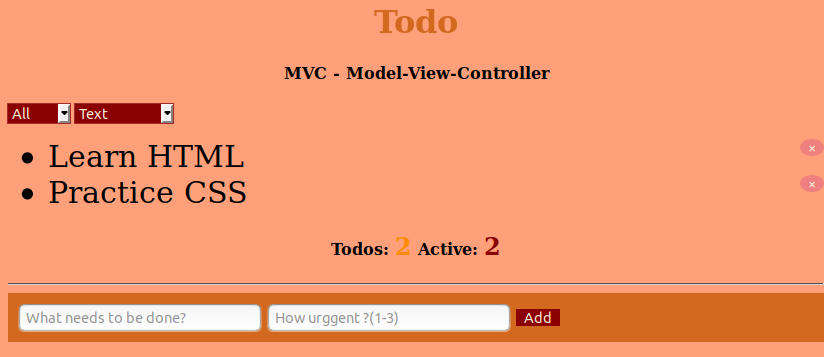 Todo
MVC - Model-View-Controller
All Text
Learn HTML ×
Practice CSS ×
Todos: 2 Active: 2
What needs to be done? How urggent ?(1-3) Add